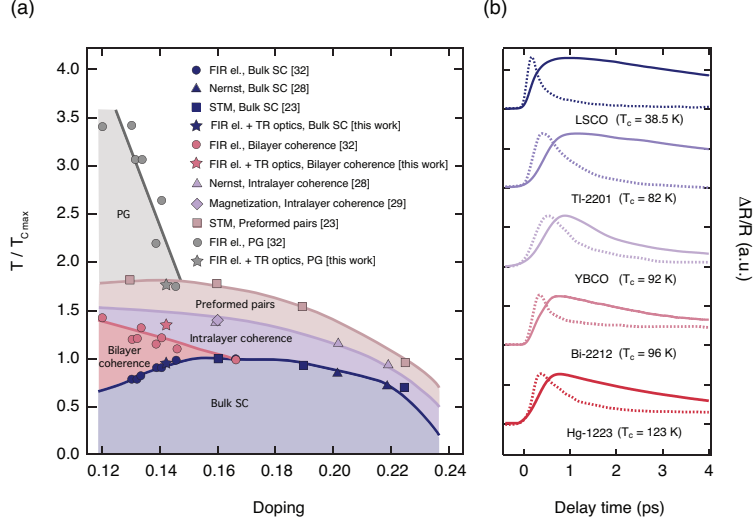 (a)
(b)
T / T_C max
4.0
3.5
3.0
2.5
2.0
1.5
1.0
0.5
0.0
FIR el., Bulk SC [32]
Nernst, Bulk SC [28]
STM, Bulk SC [23]
FIR el. + TR optics, Bulk SC [this work]
FIR el., Bilayer coherence [32]
FIR el. + TR optics, Bilayer coherence [this work]
Nernst, Intralayer coherence [28]
Magnetization, Intralayer coherence [29]
STM, Preformed pairs [23]
FIR el., PG [32]
FIR el. + TR optics, PG [this work]
PG
Preformed pairs
Intralayer coherence
Bilayer
coherence
Bulk SC
0.12 0.14 0.16 0.18 0.20 0.22 0.24
Doping
LSCO (T_c = 38.5 K)
Tl-2201 (T_c = 82 K)
YBCO (T_c = 92 K)
Bi-2212 (T_c = 96 K)
Hg-1223 (T_c = 123 K)
ΔR/R (a.u.)
0 1 2 3 4
Delay time (ps)